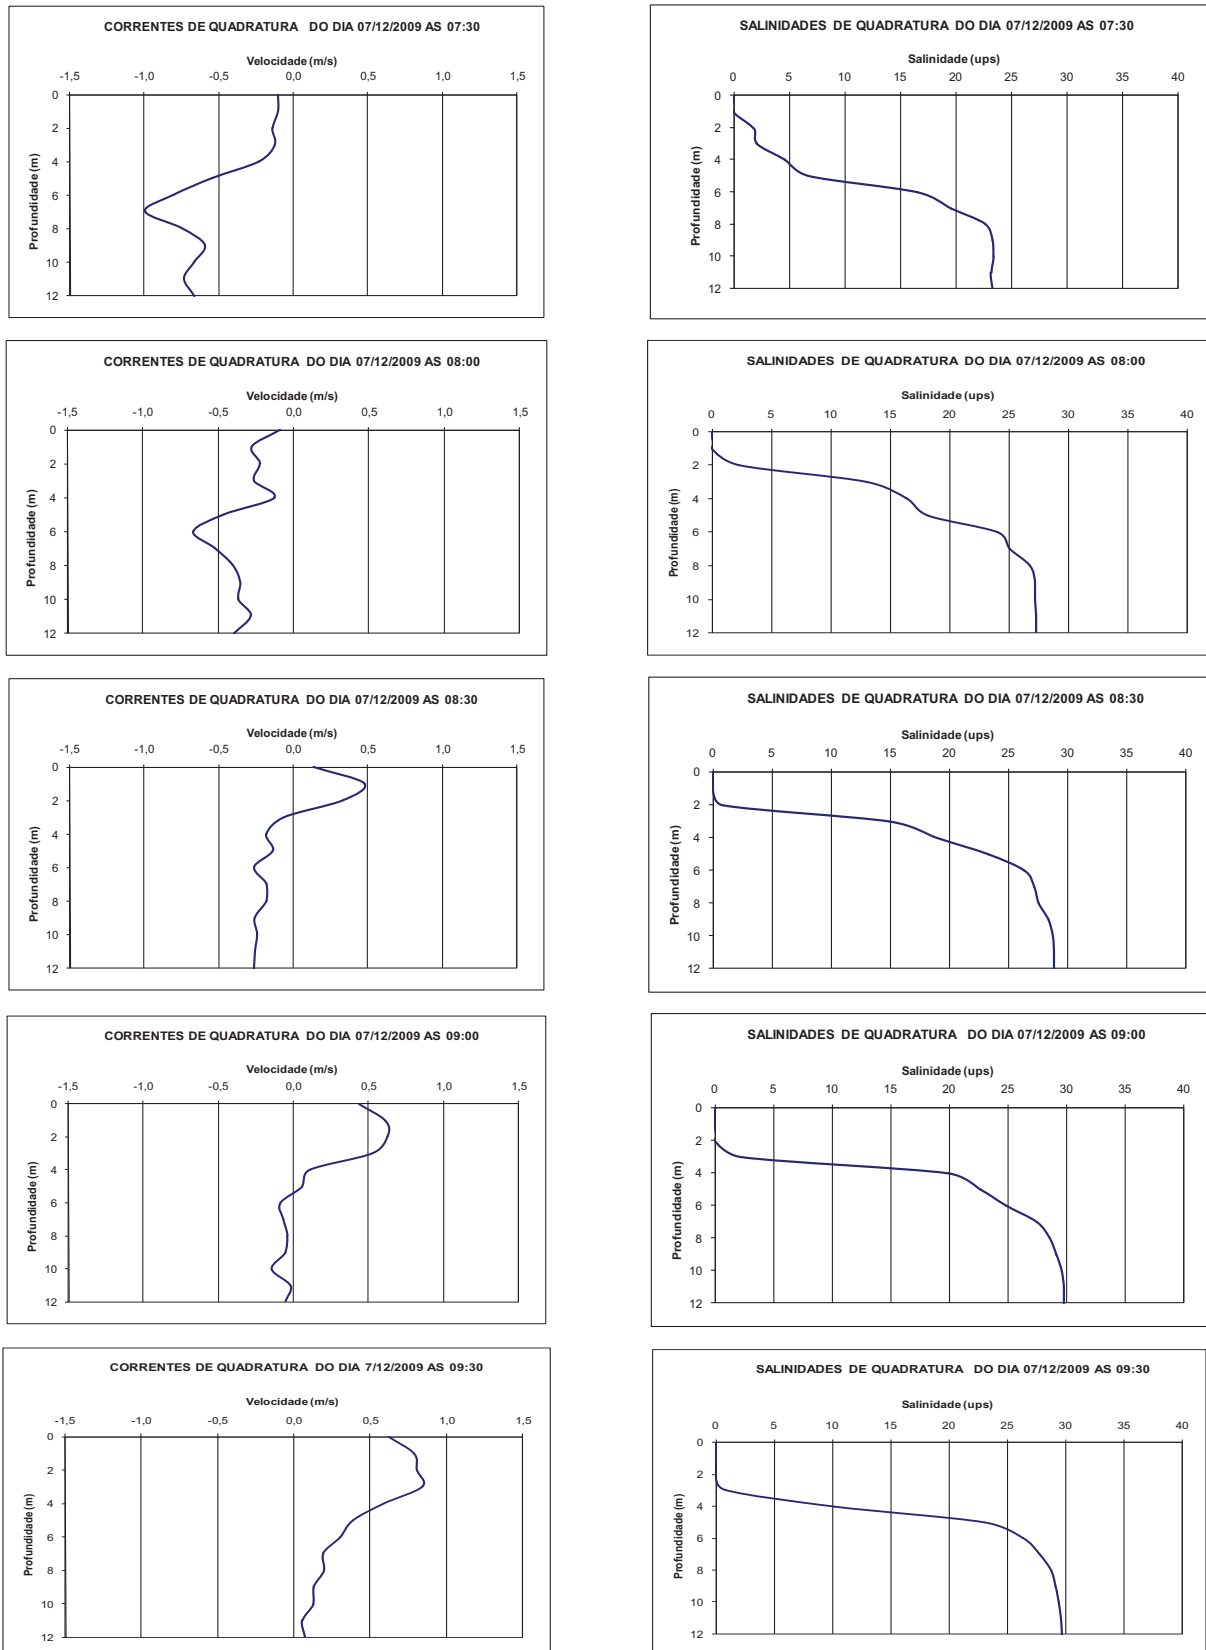 CORRENTES DE QUADRATURA DO DIA 07/12/2009 AS 07:30
Velocidade (m/s)
-1,5 -1,0 -0,5 0,0 0,5 1,0 1,5
0
2
4
6
8
10
12
Profundidade (m)
SALINIDADES DE QUADRATURA DO DIA 07/12/2009 AS 07:30
Salinidade (ups)
0 5 10 15 20 25 30 35 40
0
2
4
6
8
10
12
Profundidade (m)
CORRENTES DE QUADRATURA DO DIA 07/12/2009 AS 08:00
Velocidade (m/s)
-1,5 -1,0 -0,5 0,0 0,5 1,0 1,5
0
2
4
6
8
10
12
Profundidade (m)
SALINIDADES DE QUADRATURA DO DIA 07/12/2009 AS 08:00
Salinidade (ups)
0 5 10 15 20 25 30 35 40
0
2
4
6
8
10
12
Profundidade (m)
CORRENTES DE QUADRATURA DO DIA 07/12/2009 AS 08:30
Velocidade (m/s)
-1,5 -1,0 -0,5 0,0 0,5 1,0 1,5
0
2
4
6
8
10
12
Profundidade (m)
SALINIDADES DE QUADRATURA DO DIA 07/12/2009 AS 08:30
Salinidade (ups)
0 5 10 15 20 25 30 35 40
0
2
4
6
8
10
12
Profundidade (m)
CORRENTES DE QUADRATURA DO DIA 07/12/2009 AS 09:00
Velocidade (m/s)
-1,5 -1,0 -0,5 0,0 0,5 1,0 1,5
0
2
4
6
8
10
12
Profundidade (m)
SALINIDADES DE QUADRATURA DO DIA 07/12/2009 AS 09:00
Salinidade (ups)
0 5 10 15 20 25 30 35 40
0
2
4
6
8
10
12
Profundidade (m)
CORRENTES DE QUADRATURA DO DIA 7/12/2009 AS 09:30
Velocidade (m/s)
-1,5 -1,0 -0,5 0,0 0,5 1,0 1,5
0
2
4
6
8
10
12
Profundidade (m)
SALINIDADES DE QUADRATURA DO DIA 07/12/2009 AS 09:30
Salinidade (ups)
0 5 10 15 20 25 30 35 40
0
2
4
6
8
10
12
Profundidade (m)